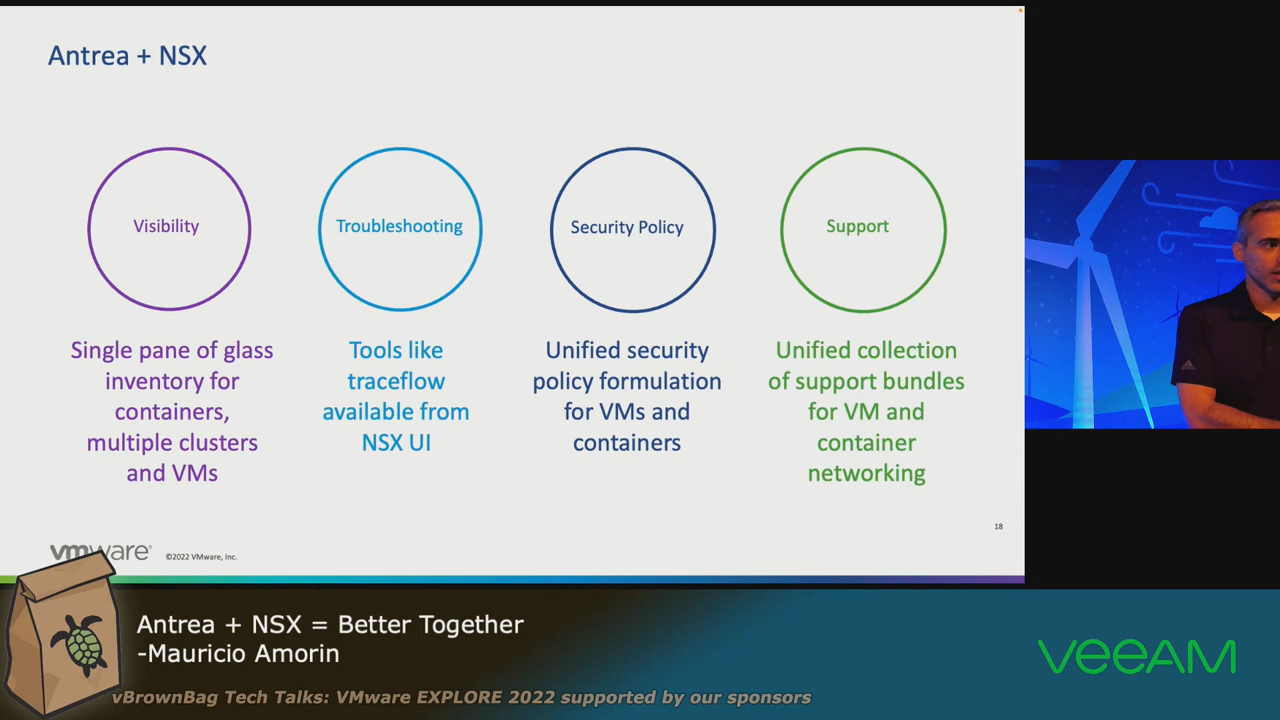 Antrea + NSX
Visibility
Troubleshooting
Security Policy
Support
Single pane of glass
inventory for
containers,
multiple clusters
and VMs
Tools like
traceflow
available from
NSX UI
Unified security
policy formulation
for VMs and
containers
Unified collection
of support bundles
for VM and
container
networking
18
vmware®
©2022 VMware, Inc.
Antrea + NSX = Better Together
-Mauricio Amorin
veeAM
vBrownBag Tech Talks: VMware EXPLORE 2022 supported by our sponsors